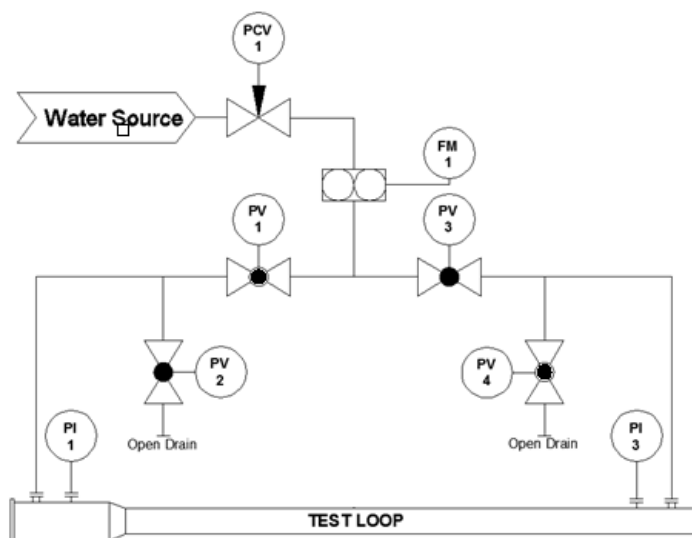 PCV
1
Water Source
FM
1
PV
1
PV
3
PV
2
PV
4
Open Drain
Open Drain
PI
1
PI
3
TEST LOOP